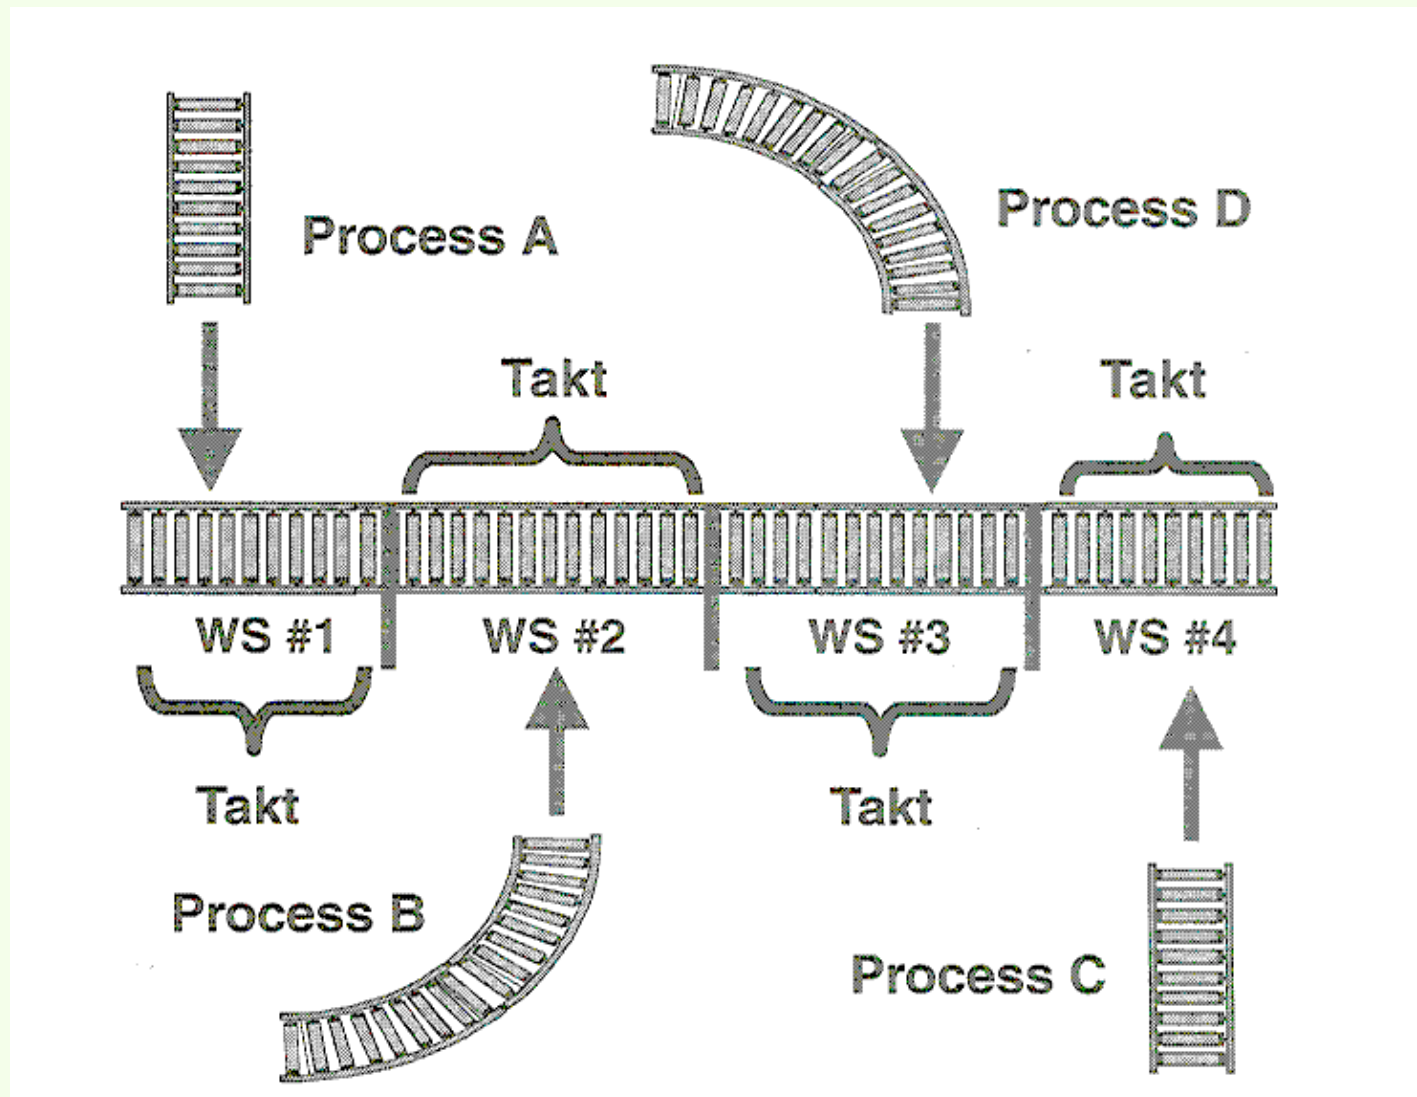 Process D
Process A
Takt
Takt
WS #1
WS #2
WS #3
WS #4
Takt
Takt
Process B
Process C